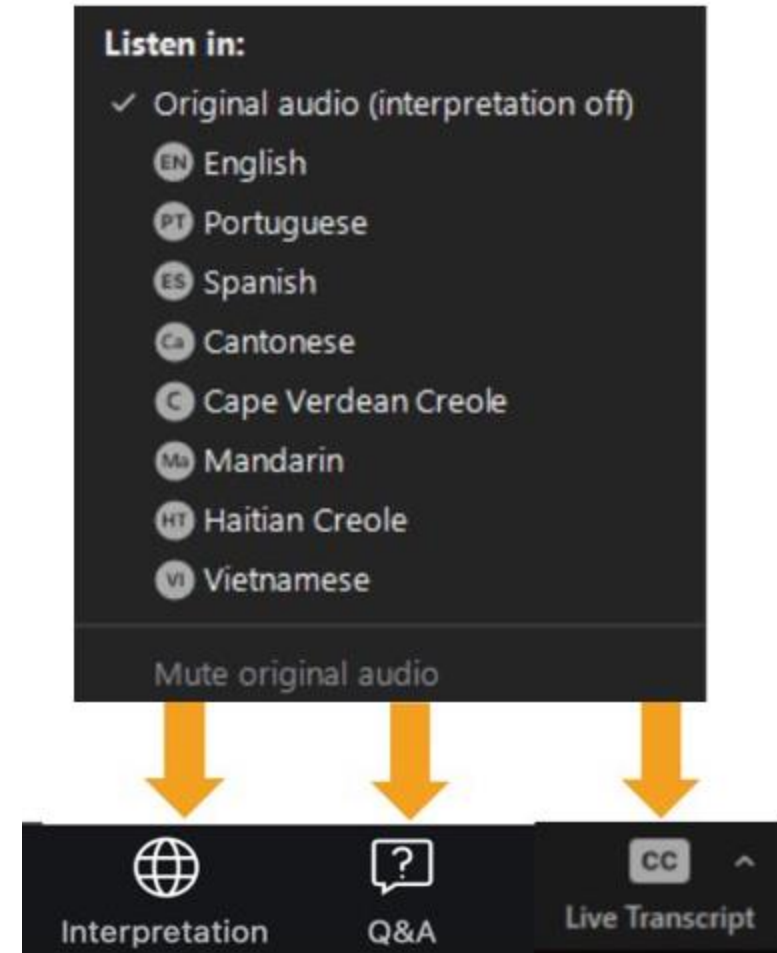 Listen in:
✓ Original audio (interpretation off)
EN English
PT Portuguese
ES Spanish
Ca Cantonese
C Cape Verdean Creole
Ma Mandarin
HT Haitian Creole
VI Vietnamese
Mute original audio
Interpretation
?
Q&A
CC
Live Transcript